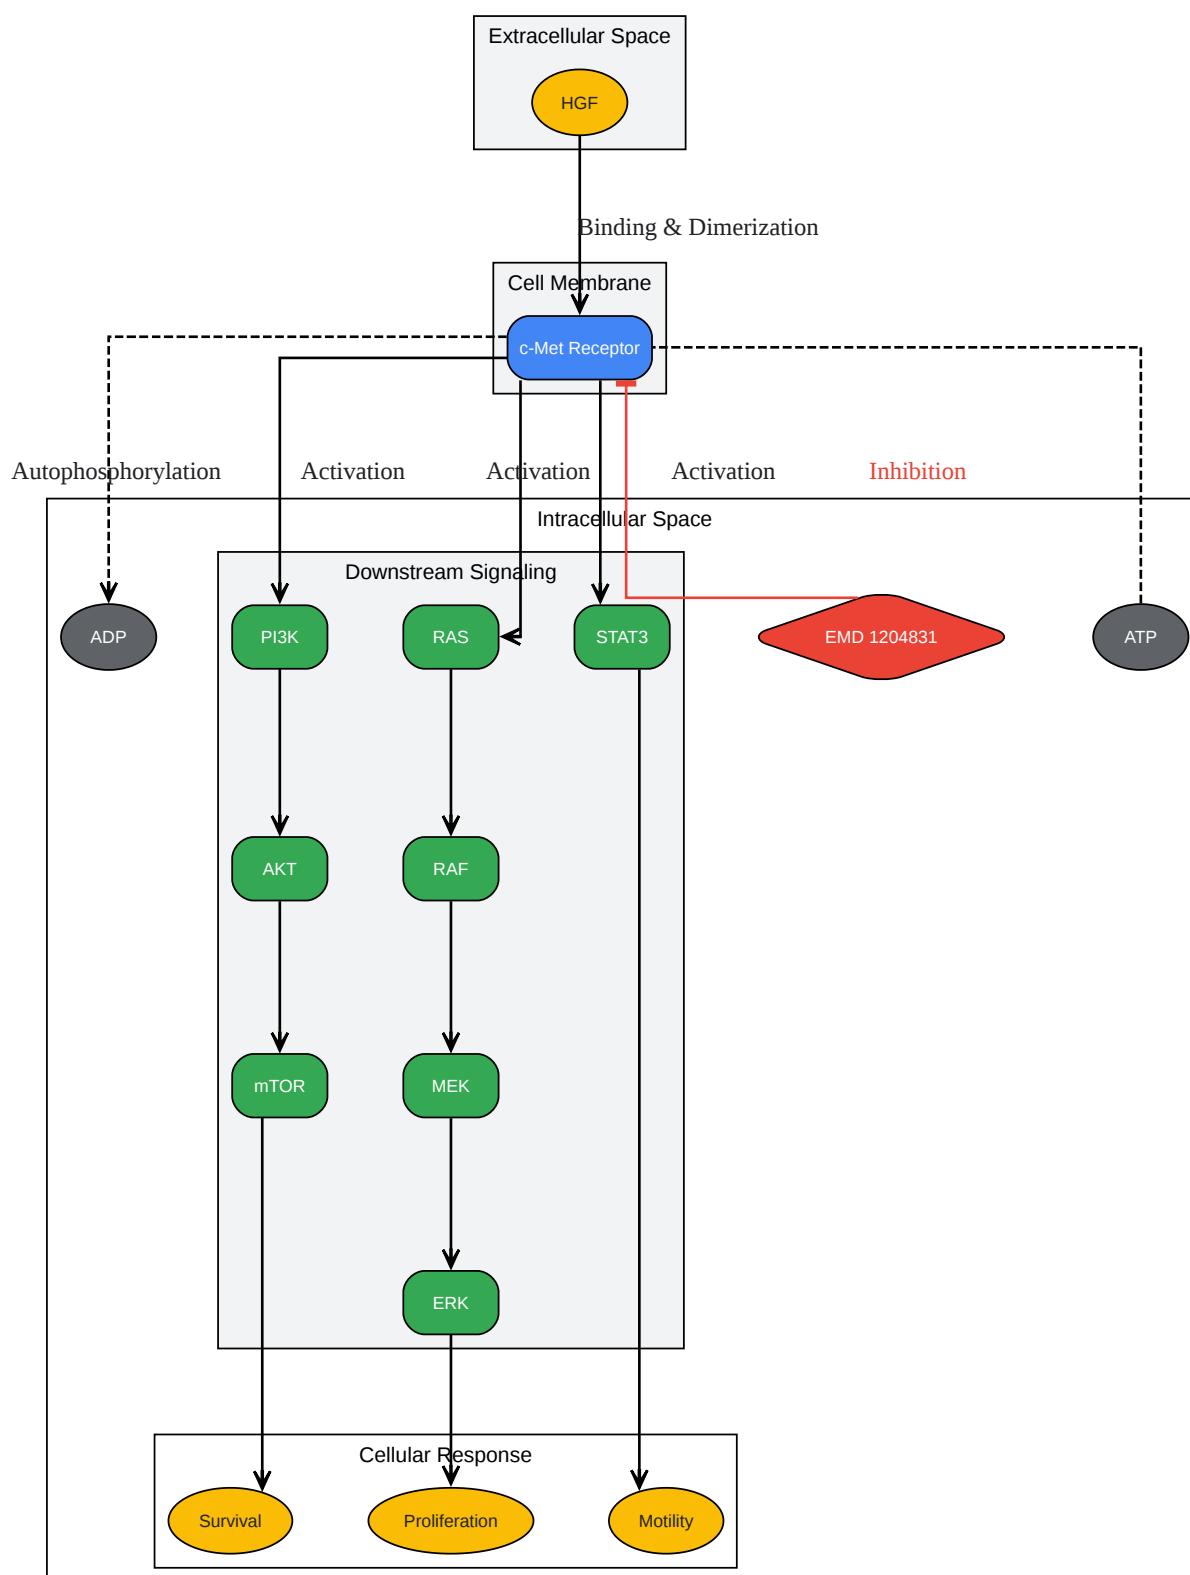 Extracellular Space
HGF
Binding & Dimerization
Cell Membrane
c-Met Receptor
Autophosphorylation
Activation
Activation
Activation
Inhibition
Intracellular Space
Downstream Signaling
ADP
PI3K
RAS
STAT3
EMD 1204831
ATP
AKT
RAF
mTOR
MEK
ERK
Cellular Response
Survival
Proliferation
Motility